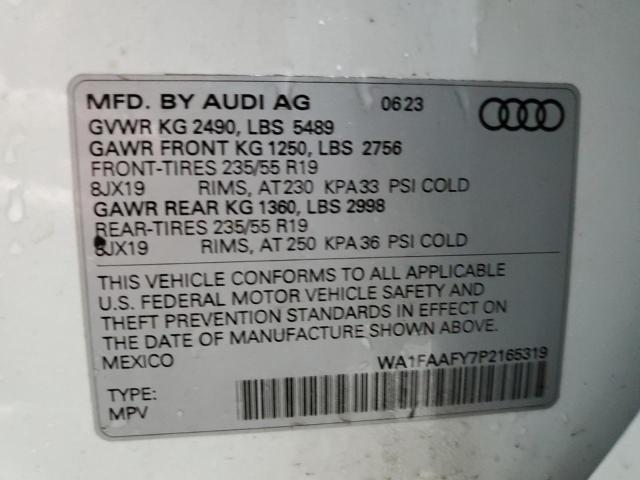 MFD. BY AUDI AG 06 23
GVWR KG 2490, LBS 5489
GAWR FRONT KG 1250, LBS 2756
FRONT-TIRES 235/55 R19
8JX19 RIMS, AT 230 KPA 33 PSI COLD
GAWR REAR KG 1360, LBS 2998
REAR-TIRES 235/55 R19
8JX19 RIMS, AT 250 KPA 36 PSI COLD
THIS VEHICLE CONFORMS TO ALL APPLICABLE
U.S. FEDERAL MOTOR VEHICLE SAFETY AND
THEFT PREVENTION STANDARDS IN EFFECT ON
THE DATE OF MANUFACTURE SHOWN ABOVE.
MEXICO WA1FAAFY7P2165319
TYPE:
MPV